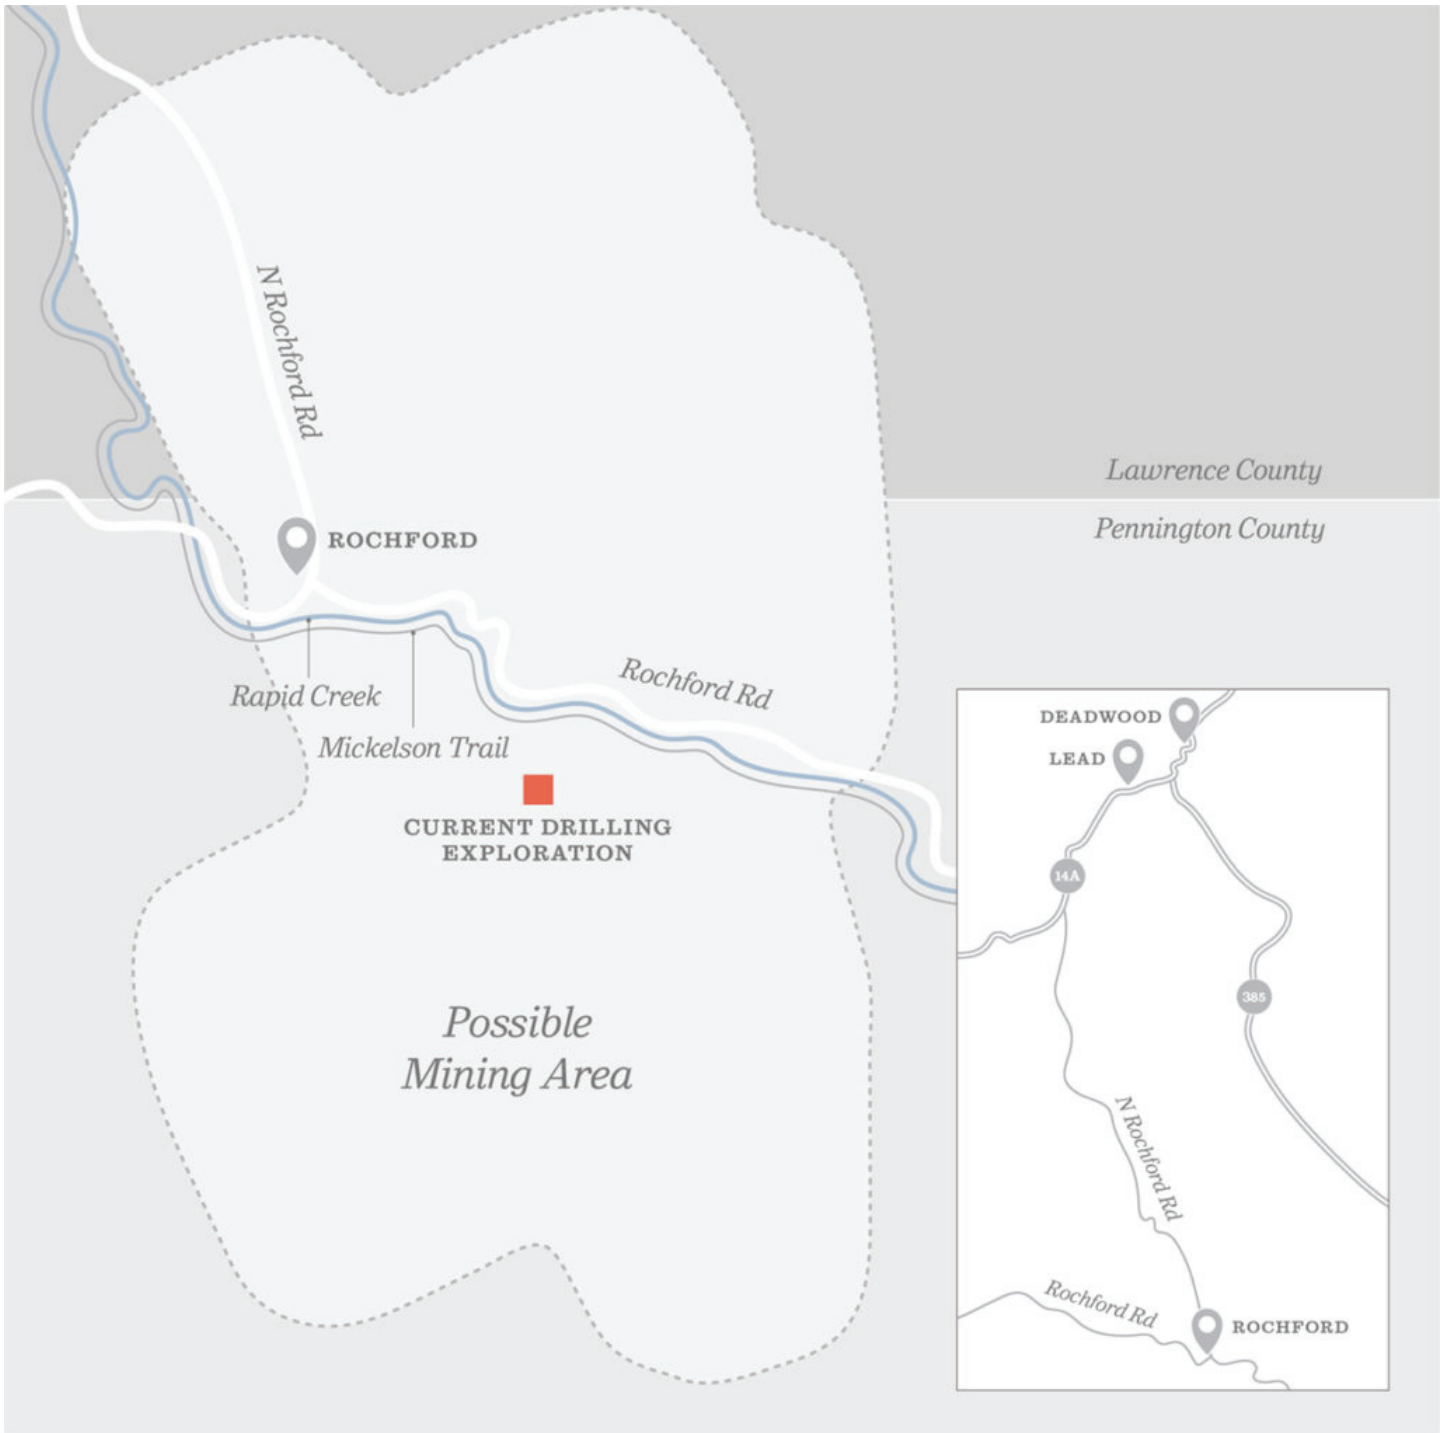 N Rochford Rd
Lawrence County
Pennington County
ROCHFORD
Rochford Rd
Rapid Creek
Mickelson Trail
CURRENT DRILLING
EXPLORATION
Possible
Mining Area
DEADWOOD
LEAD
14A
385
N Rochford Rd
Rochford Rd
ROCHFORD